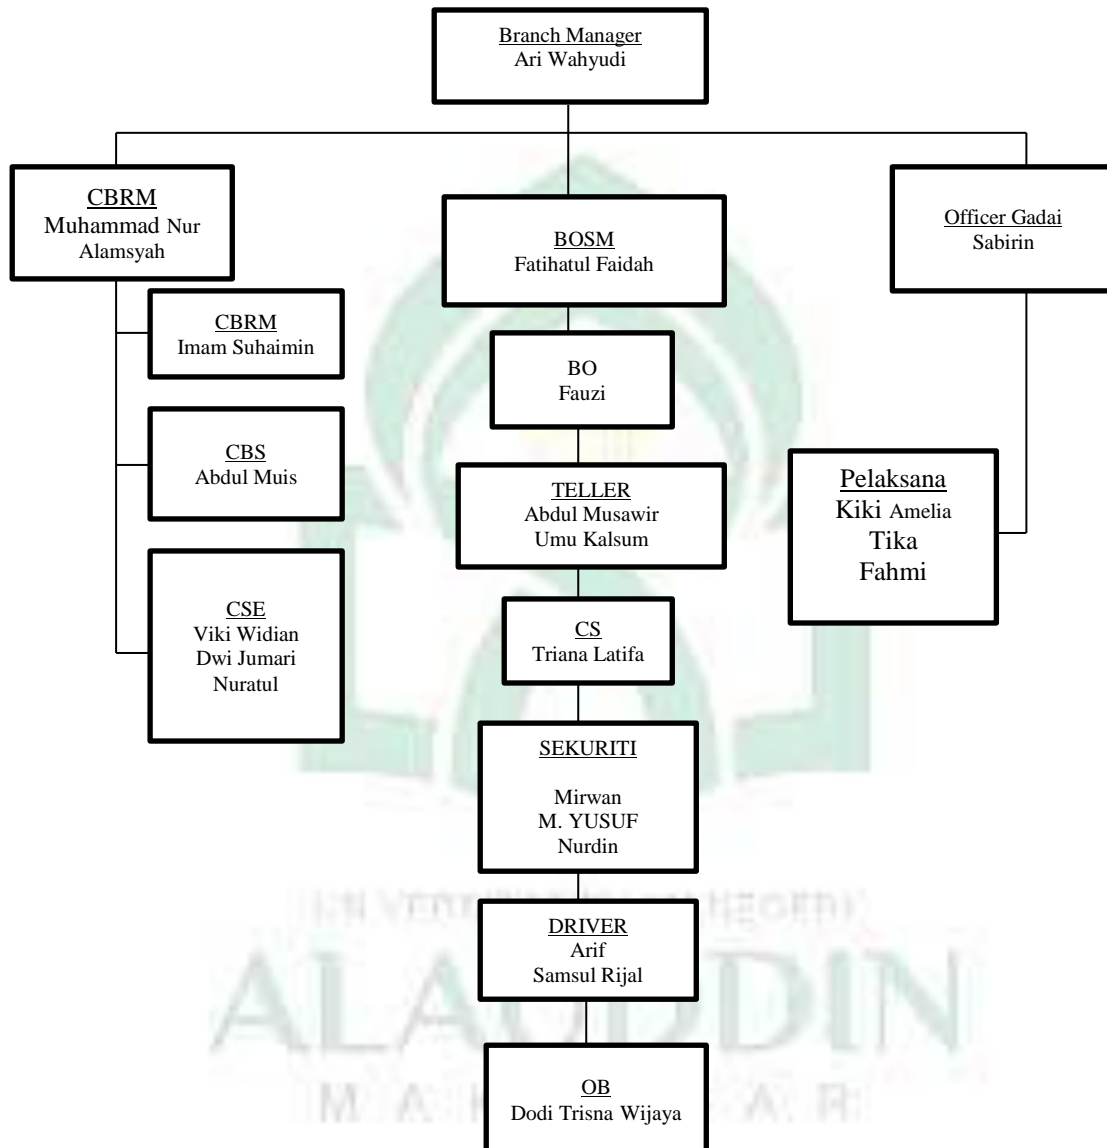 Branch Manager
Ari Wahyudi
CBRM
Muhammad Nur
Alamsyah
CBRM
Imam Suhaimin
CBS
Abdul Muis
CSE
Viki Widian
Dwi Jumari
Nuratul
BOSM
Fatihatul Faidah
BO
Fauzi
TELLER
Abdul Musawir
Umu Kalsum
CS
Triana Latifa
SEKURITI
Mirwan
M. YUSUF
Nurdin
DRIVER
Arif
Samsul Rijal
OB
Dodi Trisna Wijaya
Officer Gadai
Sabirin
Pelaksana
Kiki Amelia
Tika
Fahmi
ALAUDDIN